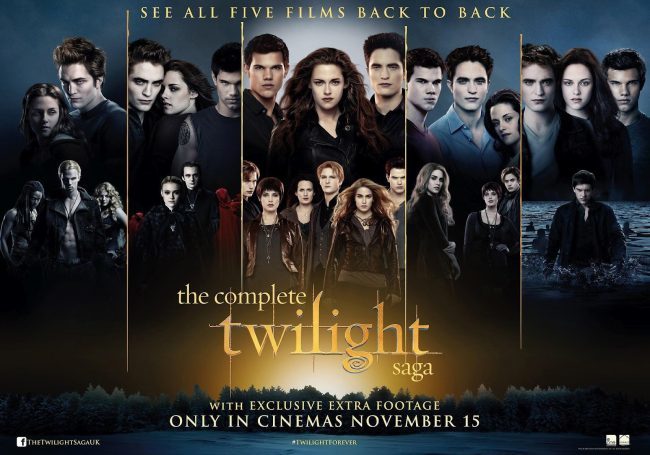 SEE ALL FIVE FILMS BACK TO BACK
the complete
twilight
saga
WITH EXCLUSIVE EXTRA FOOTAGE
ONLY IN CINEMAS NOVEMBER 15
f THETWILIGHTSAGAUK
#TWILIGHTFOREVER